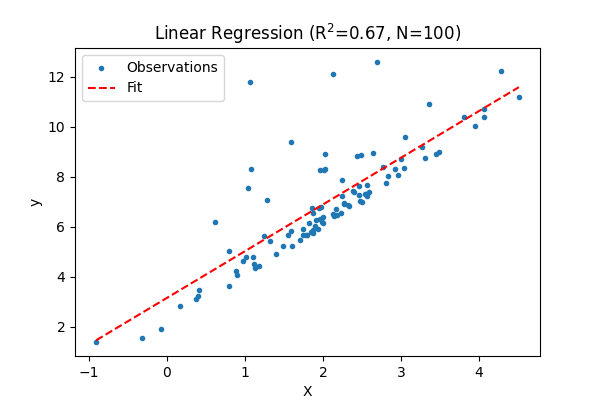 Linear Regression (R²=0.67, N=100)
Observations
Fit
12
10
8
6
4
2
y
−1
0
1
2
3
4
X